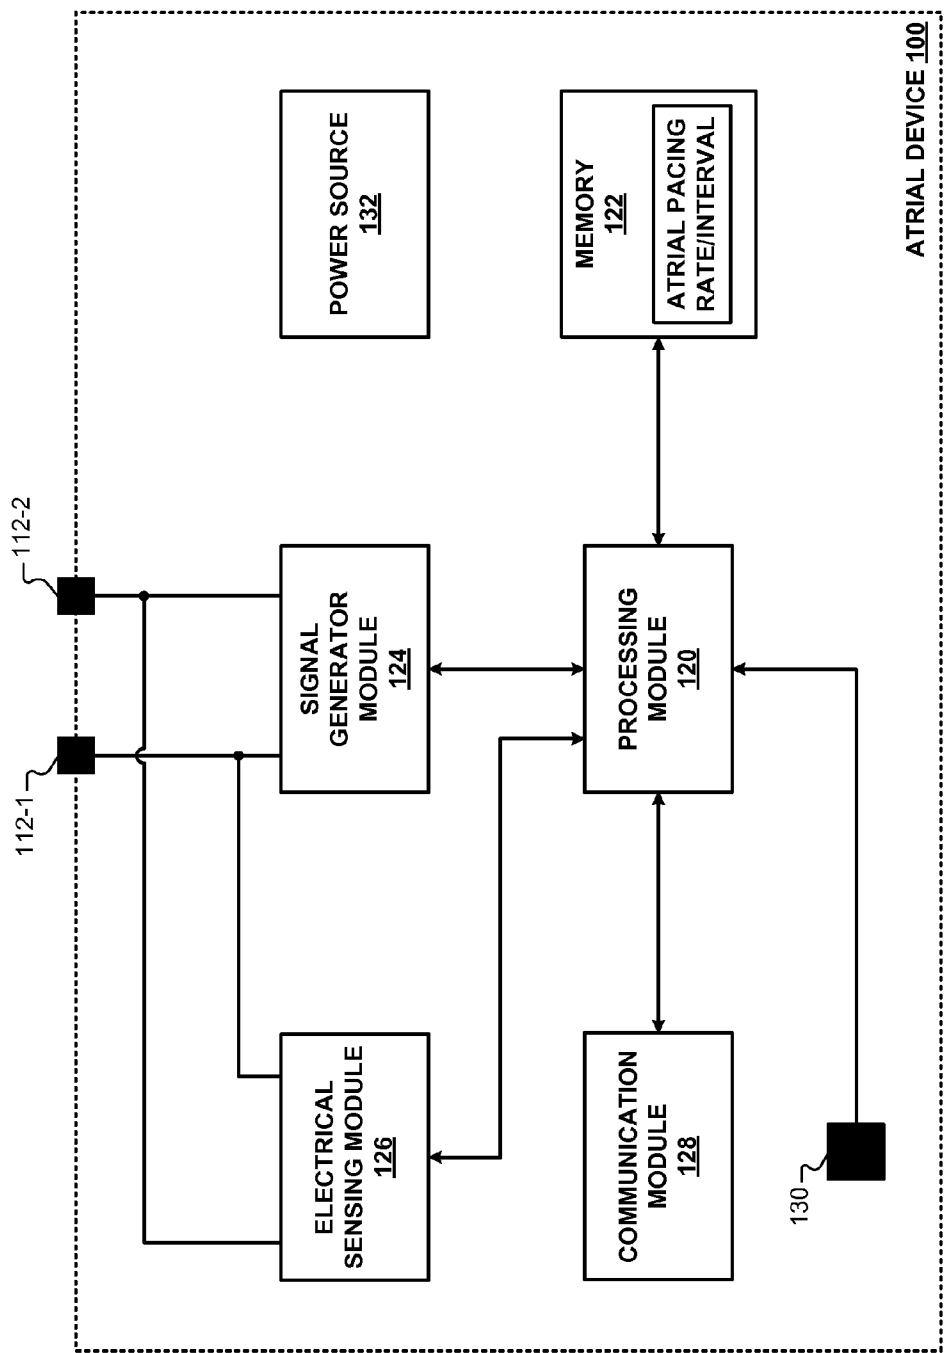 112-1
112-2
ELECTRICAL
SENSING MODULE
126
SIGNAL
GENERATOR
MODULE
124
POWER SOURCE
132
COMMUNICATION
MODULE
128
PROCESSING
MODULE
120
MEMORY
122
ATRIAL PACING
RATE/INTERVAL
130
ATRIAL DEVICE 100